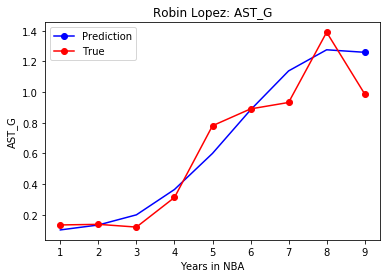 Robin Lopez: AST_G
Prediction
True
AST_G
1.4
1.2
1.0
0.8
0.6
0.4
0.2
1 2 3 4 5 6 7 8 9
Years in NBA